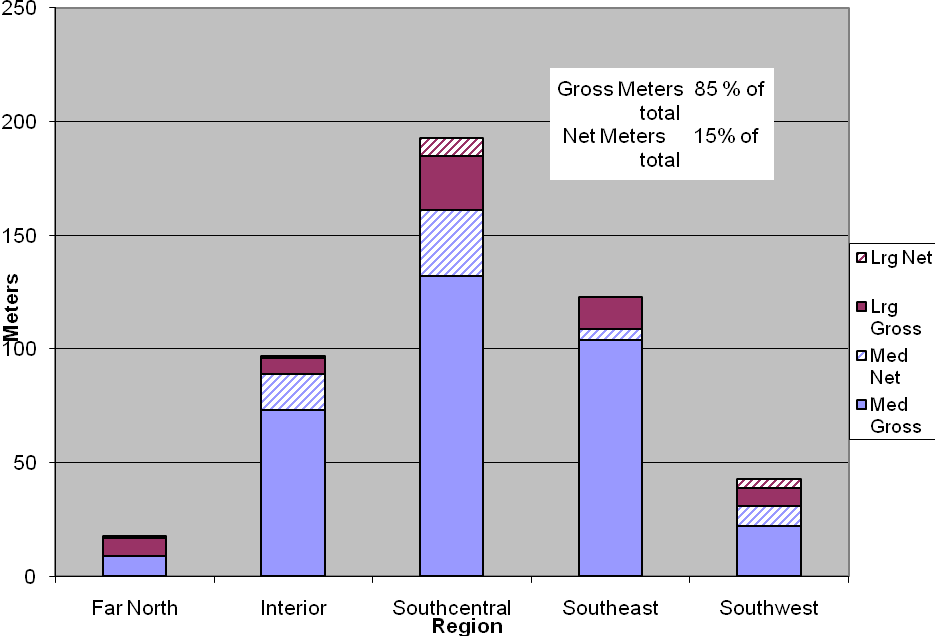 250
200
150
100
50
0
Meters
Gross Meters 85 % of
total
Net Meters 15% of
total
Lrg Net
Lrg
Gross
Med
Net
Med
Gross
Far North Interior Southcentral Southeast Southwest
Region